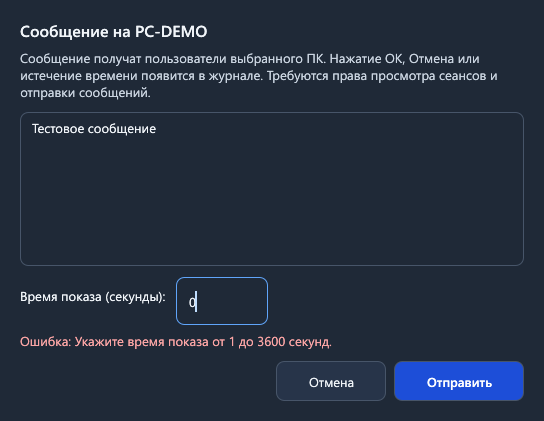 Сообщение на PC-DEMO
Сообщение получат пользователи выбранного ПК. Нажатие ОК, Отмена или
истечение времени появится в журнале. Требуются права просмотра сеансов и
отправки сообщений.
Тестовое сообщение
Время показа (секунды):
0
Ошибка: Укажите время показа от 1 до 3600 секунд.
Отмена
Отправить